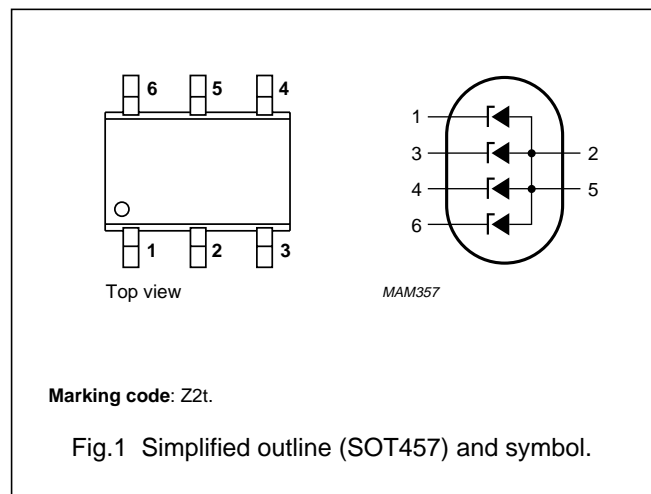 6 5 4
1 2 3
Top view
1
3 2
4 5
6
MAM357
Marking code: Z2t.
Fig.1 Simplified outline (SOT457) and symbol.